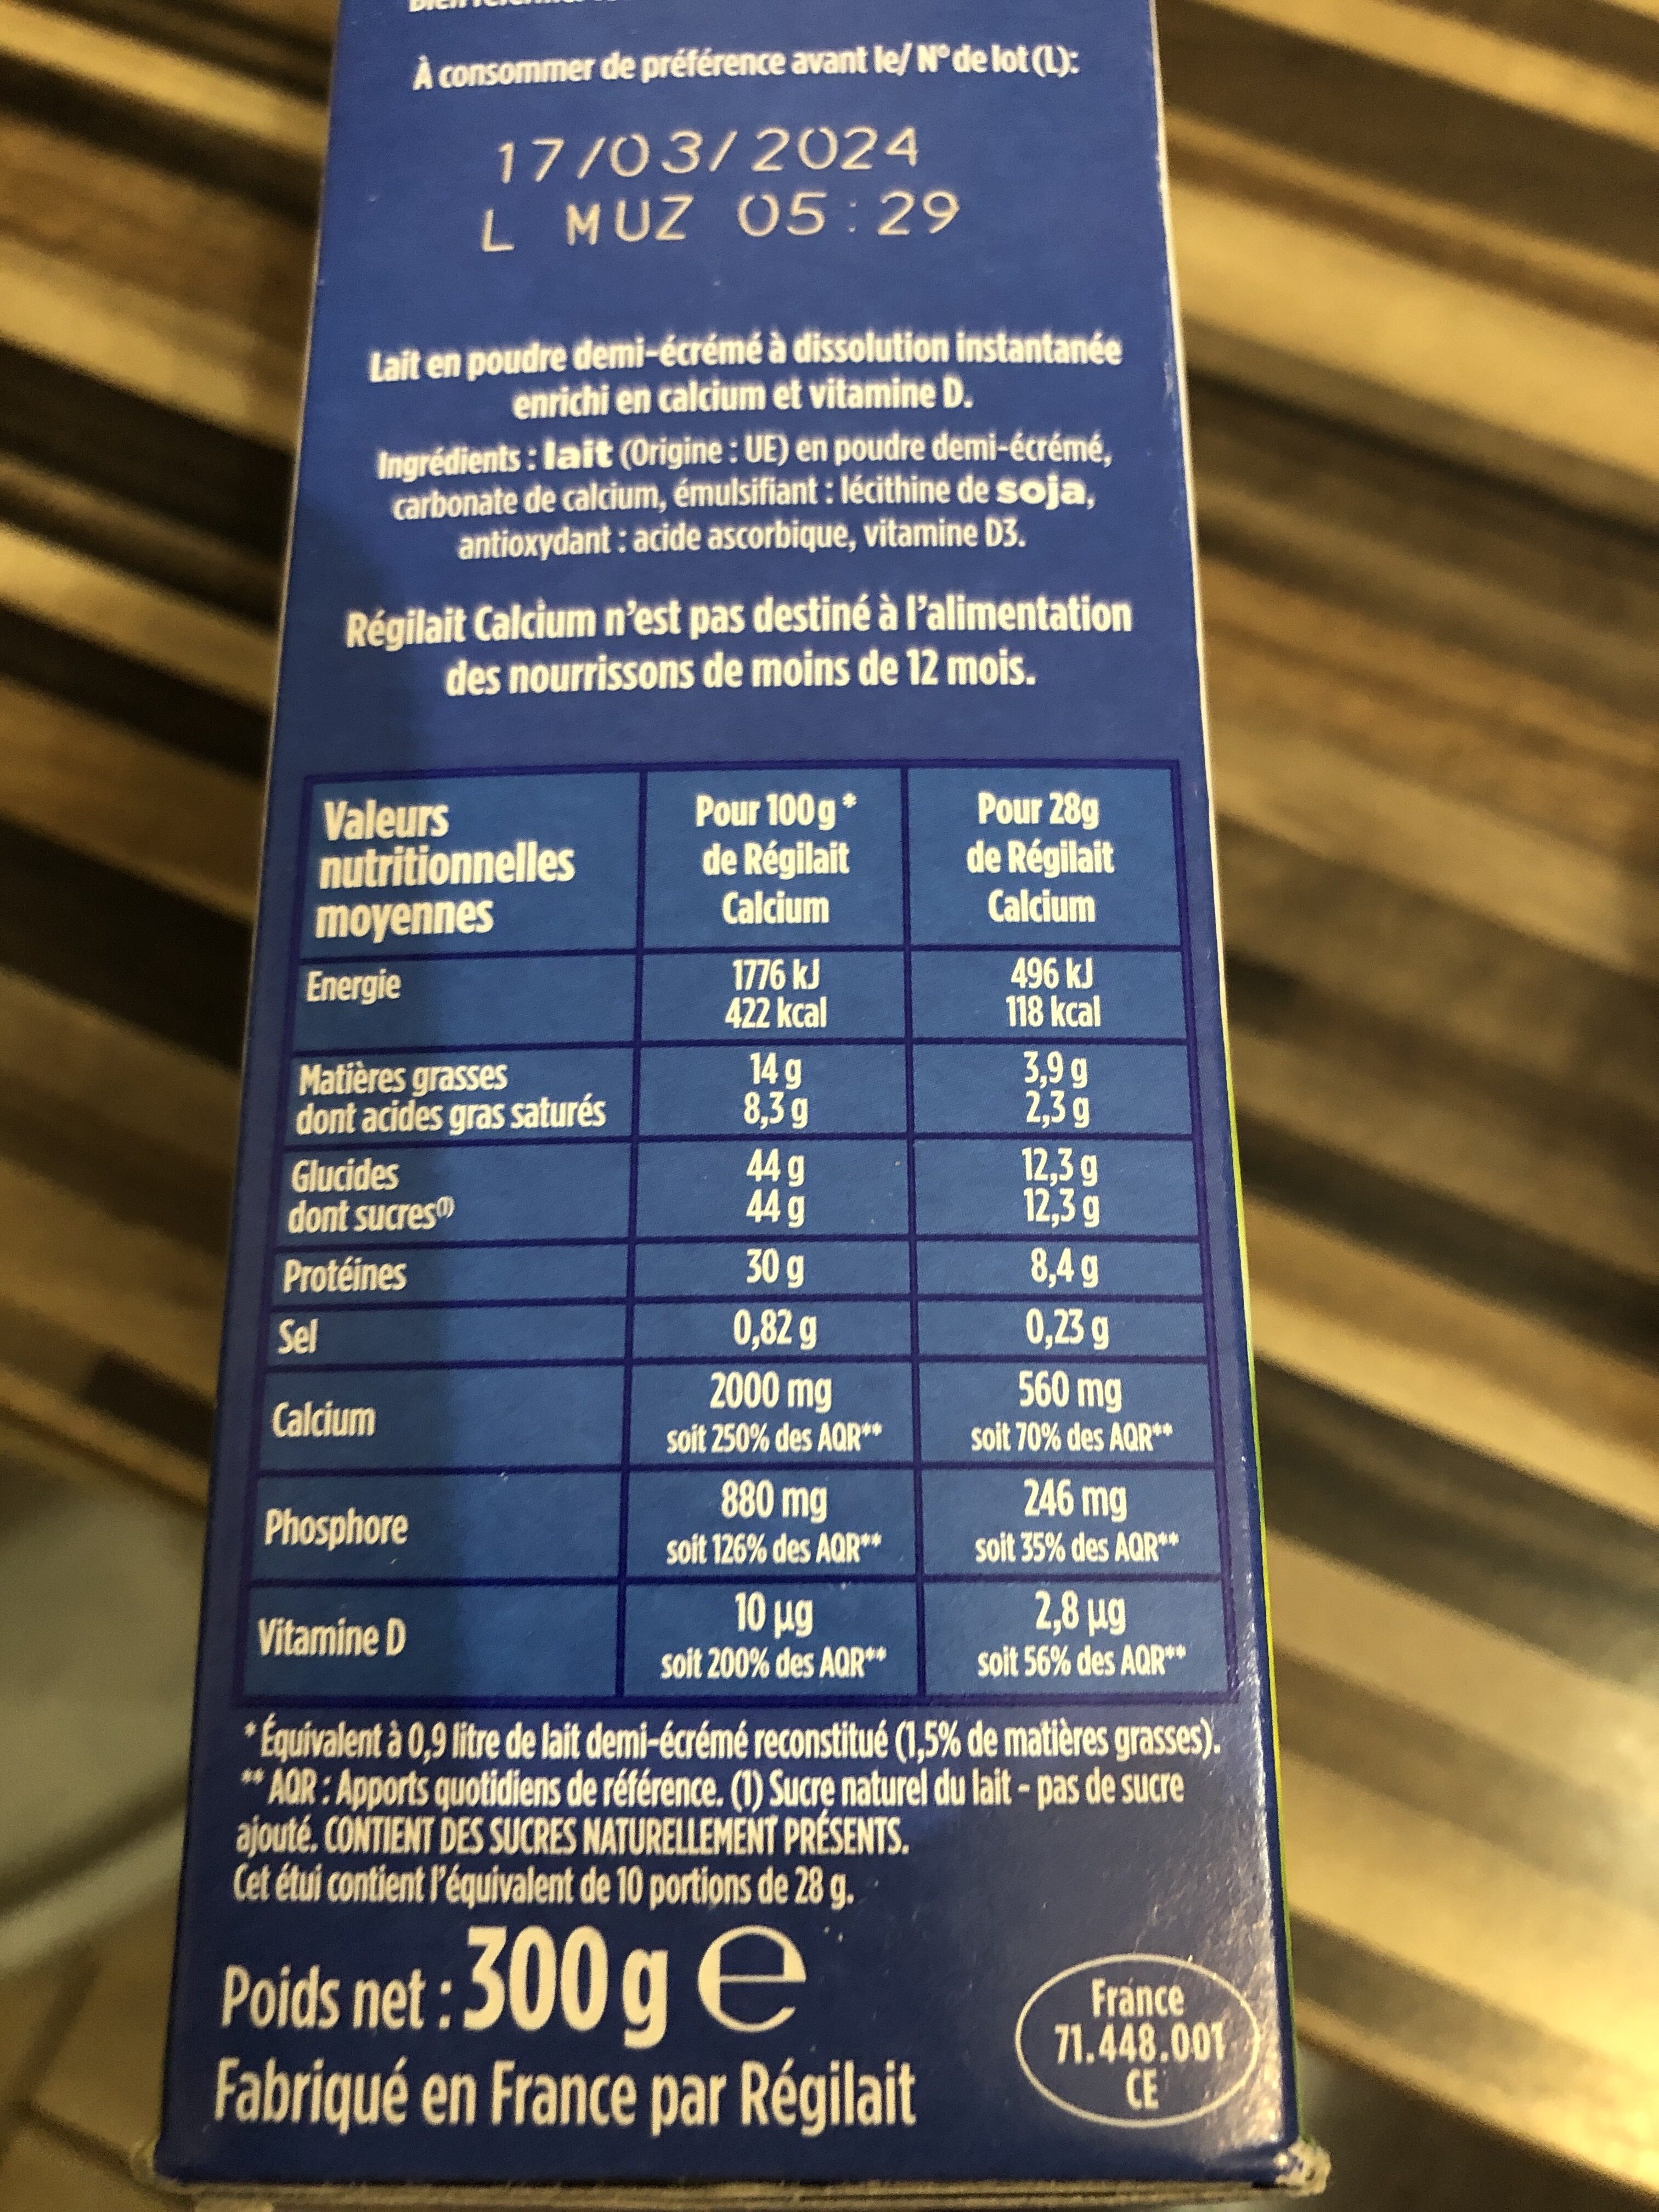 À consommer de préférence avant le/ N° de lot (L):
17/03/2024
L MUZ 05:29
Lait en poudre demi-écrémé à dissolution instantanée
enrichi en calcium et vitamine D.
Ingrédients : lait (Origine : UE) en poudre demi-écrémé,
carbonate de calcium, émulsifiant : lécithine de soja,
antioxydant : acide ascorbique, vitamine D3.
Régilait Calcium n'est pas destiné à l'alimentation
des nourrissons de moins de 12 mois.
Valeurs nutritionnelles moyennes Pour 100 g * de Régilait Calcium Pour 28g de Régilait Calcium
Energie 1776 kJ 496 kJ
422 kcal 118 kcal
Matières grasses 14 g 3,9 g
dont acides gras saturés 8,3 g 2,3 g
Glucides 44 g 12,3 g
dont sucres(1) 44 g 12,3 g
Protéines 30 g 8,4 g
Sel 0,82 g 0,23 g
Calcium 2000 mg 560 mg
soit 250% des AQR** soit 70% des AQR**
Phosphore 880 mg 246 mg
soit 126% des AQR** soit 35% des AQR**
Vitamine D 10 µg 2,8 µg
soit 200% des AQR** soit 56% des AQR**
* Équivalent à 0,9 litre de lait demi-écrémé reconstitué (1,5% de matières grasses).
** AQR : Apports quotidiens de référence. (1) Sucre naturel du lait - pas de sucre
ajouté. CONTIENT DES SUCRES NATURELLEMENT PRÉSENTS.
Cet étui contient l'équivalent de 10 portions de 28 g.
Poids net : 300 g e
Fabriqué en France par Régilait
France
71.448.001
CE